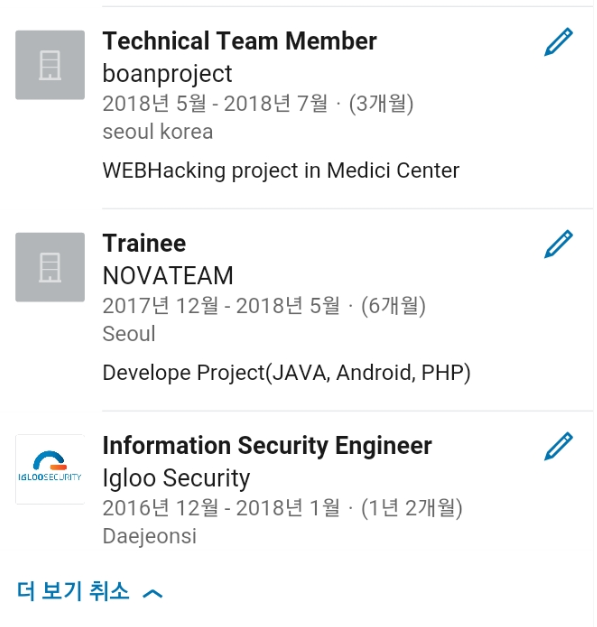 Technical Team Member
boanproject
2018년 5월 - 2018년 7월 · (3개월)
seoul korea
WEBHacking project in Medici Center
Trainee
NOVATEAM
2017년 12월 - 2018년 5월 · (6개월)
Seoul
Develope Project(JAVA, Android, PHP)
IGLOOSECURITY
Information Security Engineer
Igloo Security
2016년 12월 - 2018년 1월 · (1년 2개월)
Daejeonsi
더 보기 취소